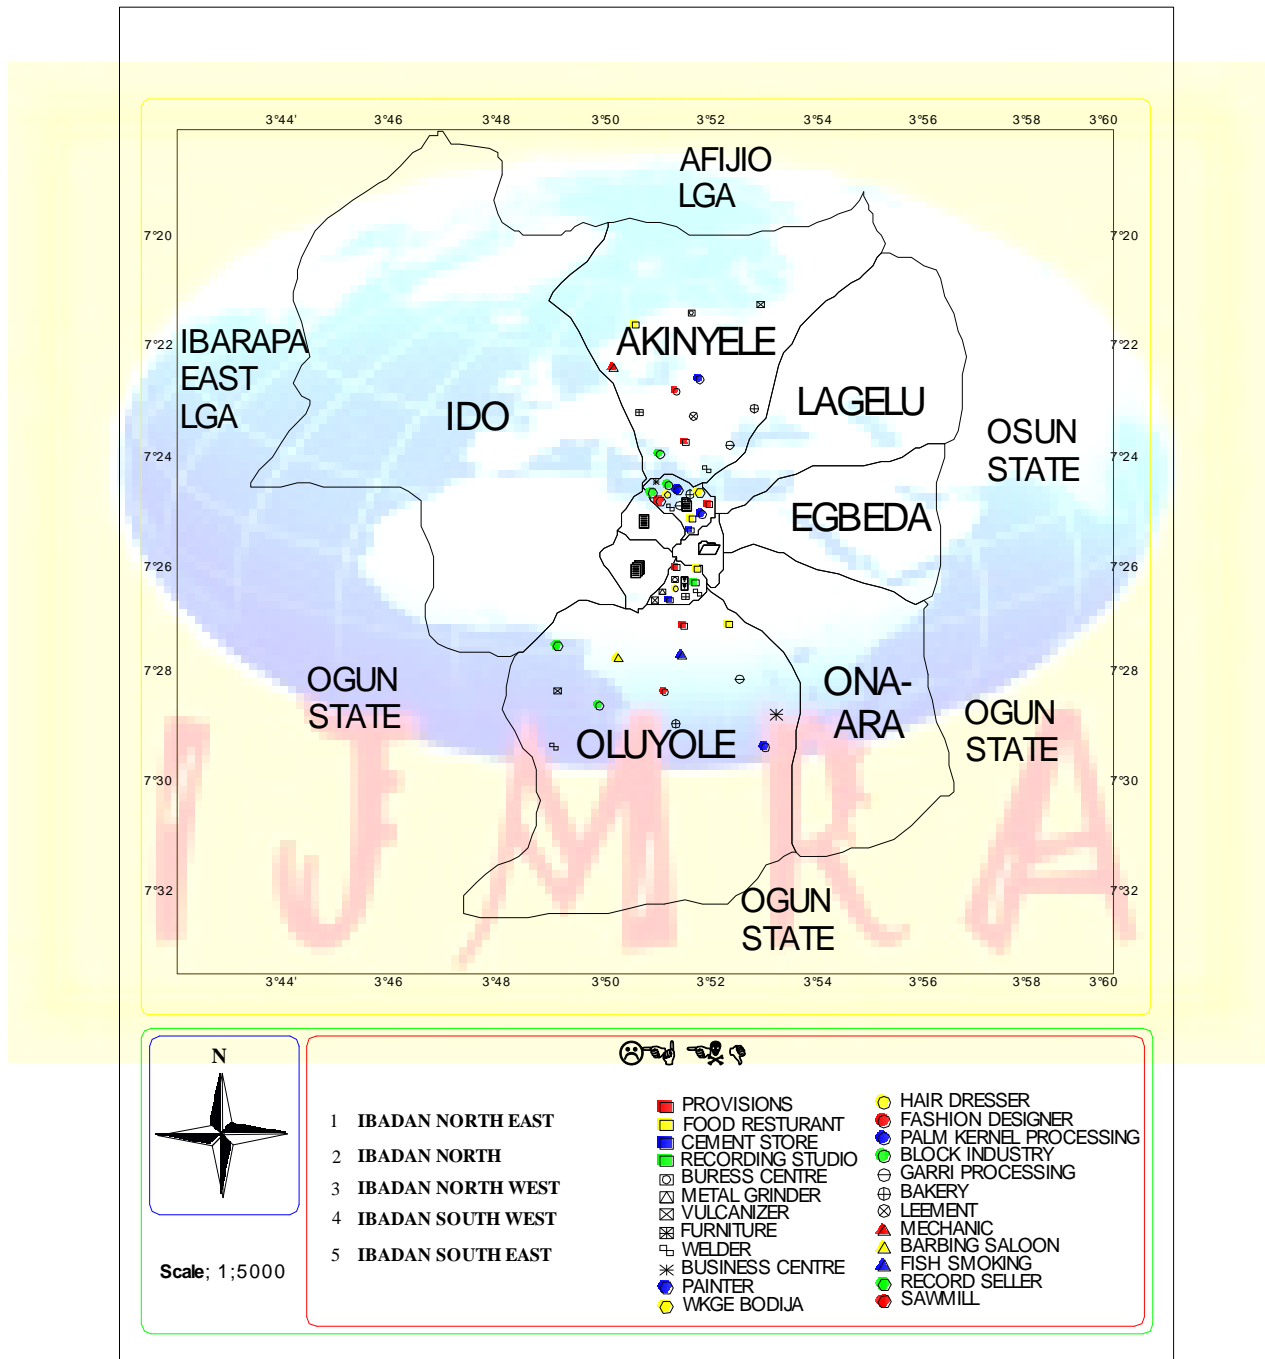 3°44' 3°46 3°48 3°50 3°52 3°54 3°56 3°58 3°60
AFIJIO
LGA
7°20 7°20
IBARAPA
EAST
LGA
AKINYELE
7°22 7°22
IDO
LAGELU
OSUN
STATE
7°24 7°24
EGBEDA
7°26 7°26
OGUN
STATE
7°28 7°28
ONA-
ARA
OGUN
STATE
OLUYOLE
7°30 7°30
IJMRA
7°32 7°32
OGUN
STATE
3°44' 3°46 3°48 3°50 3°52 3°54 3°56 3°58 3°60
N
Scale; 1;5000
1 IBADAN NORTH EAST
2 IBADAN NORTH
3 IBADAN NORTH WEST
4 IBADAN SOUTH WEST
5 IBADAN SOUTH EAST
PROVISIONS
FOOD RESTURANT
CEMENT STORE
RECORDING STUDIO
BURESS CENTRE
METAL GRINDER
VULCANIZER
FURNITURE
WELDER
BUSINESS CENTRE
PAINTER
WKGE BODIJA
HAIR DRESSER
FASHION DESIGNER
PALM KERNEL PROCESSING
BLOCK INDUSTRY
GARRI PROCESSING
BAKERY
LEEMENT
MECHANIC
BARBING SALOON
FISH SMOKING
RECORD SELLER
SAWMILL